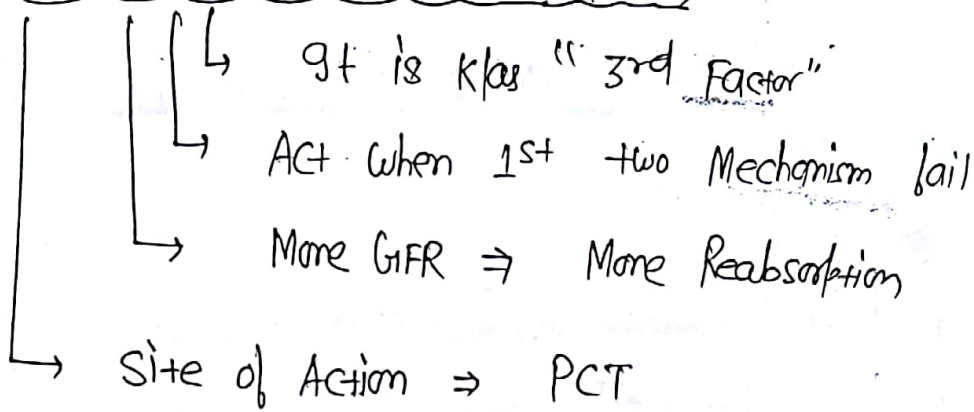 ↳ It is K/as "3rd Factor"
↳ Act when 1st two Mechanism fail
→ More GFR ⇒ More Reabsorption
→ Site of Action ⇒ PCT